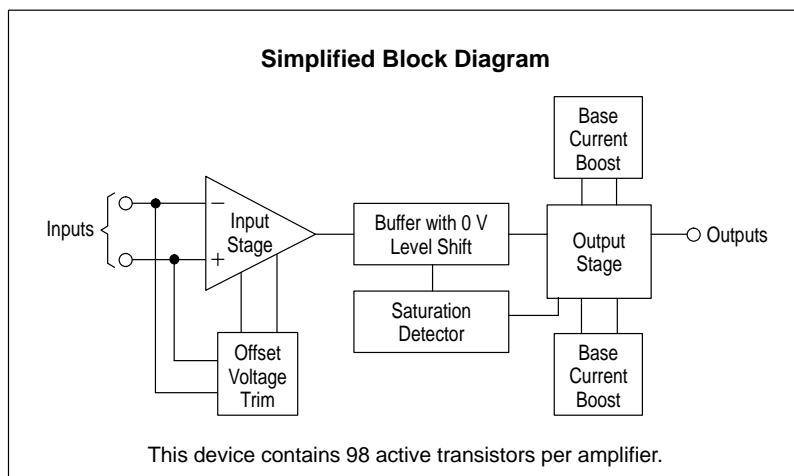 Simplified Block Diagram
Base
Current
Boost
Inputs
−
+
Input
Stage
Buffer with 0 V
Level Shift
Output
Stage
Outputs
Saturation
Detector
Offset
Voltage
Trim
Base
Current
Boost
This device contains 98 active transistors per amplifier.